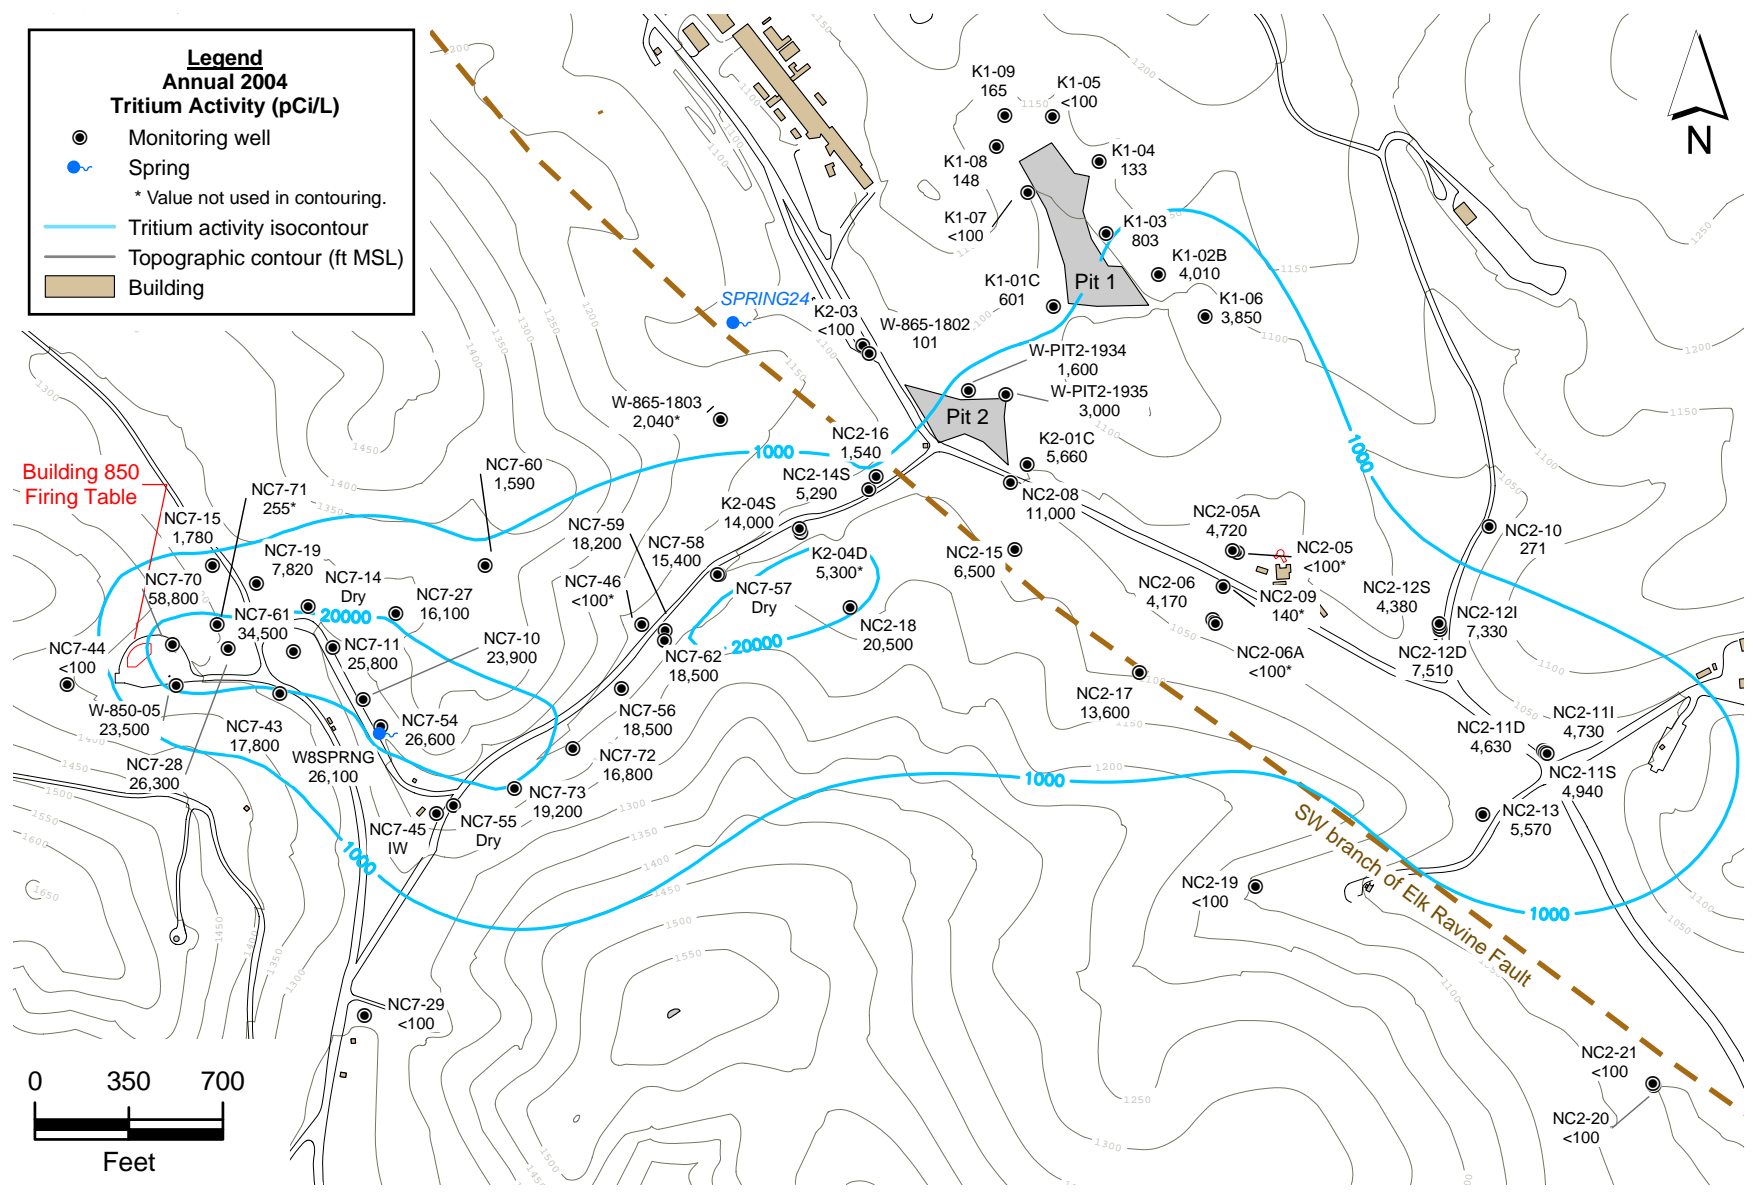 Legend
Annual 2004
Tritium Activity (pCi/L)
Monitoring well
Spring
* Value not used in contouring.
Tritium activity isocontour
Topographic contour (ft MSL)
Building
N
K1-09
165
K1-05
<100
K1-08
148
K1-04
133
K1-07
<100
K1-03
803
K1-02B
4,010
K1-01C
601
Pit 1
K1-06
3,850
SPRING24
K2-03
<100
W-865-1802
101
W-PIT2-1934
1,600
W-PIT2-1935
3,000
Pit 2
W-865-1803
2,040*
NC2-16
1,540
K2-01C
5,660
1000
1000
NC2-14S
5,290
NC2-08
11,000
NC7-60
1,590
Building 850
Firing Table
NC7-71
255*
K2-04S
14,000
NC7-59
18,200
NC7-15
1,780
NC7-58
15,400
NC2-05A
4,720
NC2-10
271
NC7-19
7,820
K2-04D
5,300*
NC2-15
6,500
NC2-05
<100*
NC7-70
58,800
NC7-14
Dry
NC7-27
16,100
NC7-46
<100*
NC7-57
Dry
NC2-06
4,170
NC2-09
140*
NC2-12S
4,380
NC7-61
34,500
20000
NC2-18
20,500
NC2-12I
7,330
NC7-44
<100
NC7-11
25,800
NC7-10
23,900
NC7-62
18,500
20000
NC2-06A
<100*
NC2-12D
7,510
NC2-17
13,600
W-850-05
23,500
NC7-43
17,800
NC7-54
26,600
NC7-56
18,500
NC2-11D
4,630
NC2-11I
4,730
NC7-28
26,300
W8SPRNG
26,100
NC7-72
16,800
NC2-11S
4,940
1000
NC7-73
19,200
NC2-13
5,570
NC7-45
IW
NC7-55
Dry
1000
SW branch of Elk Ravine Fault
NC2-19
<100
1000
NC7-29
<100
NC2-21
<100
NC2-20
<100
0 350 700
Feet